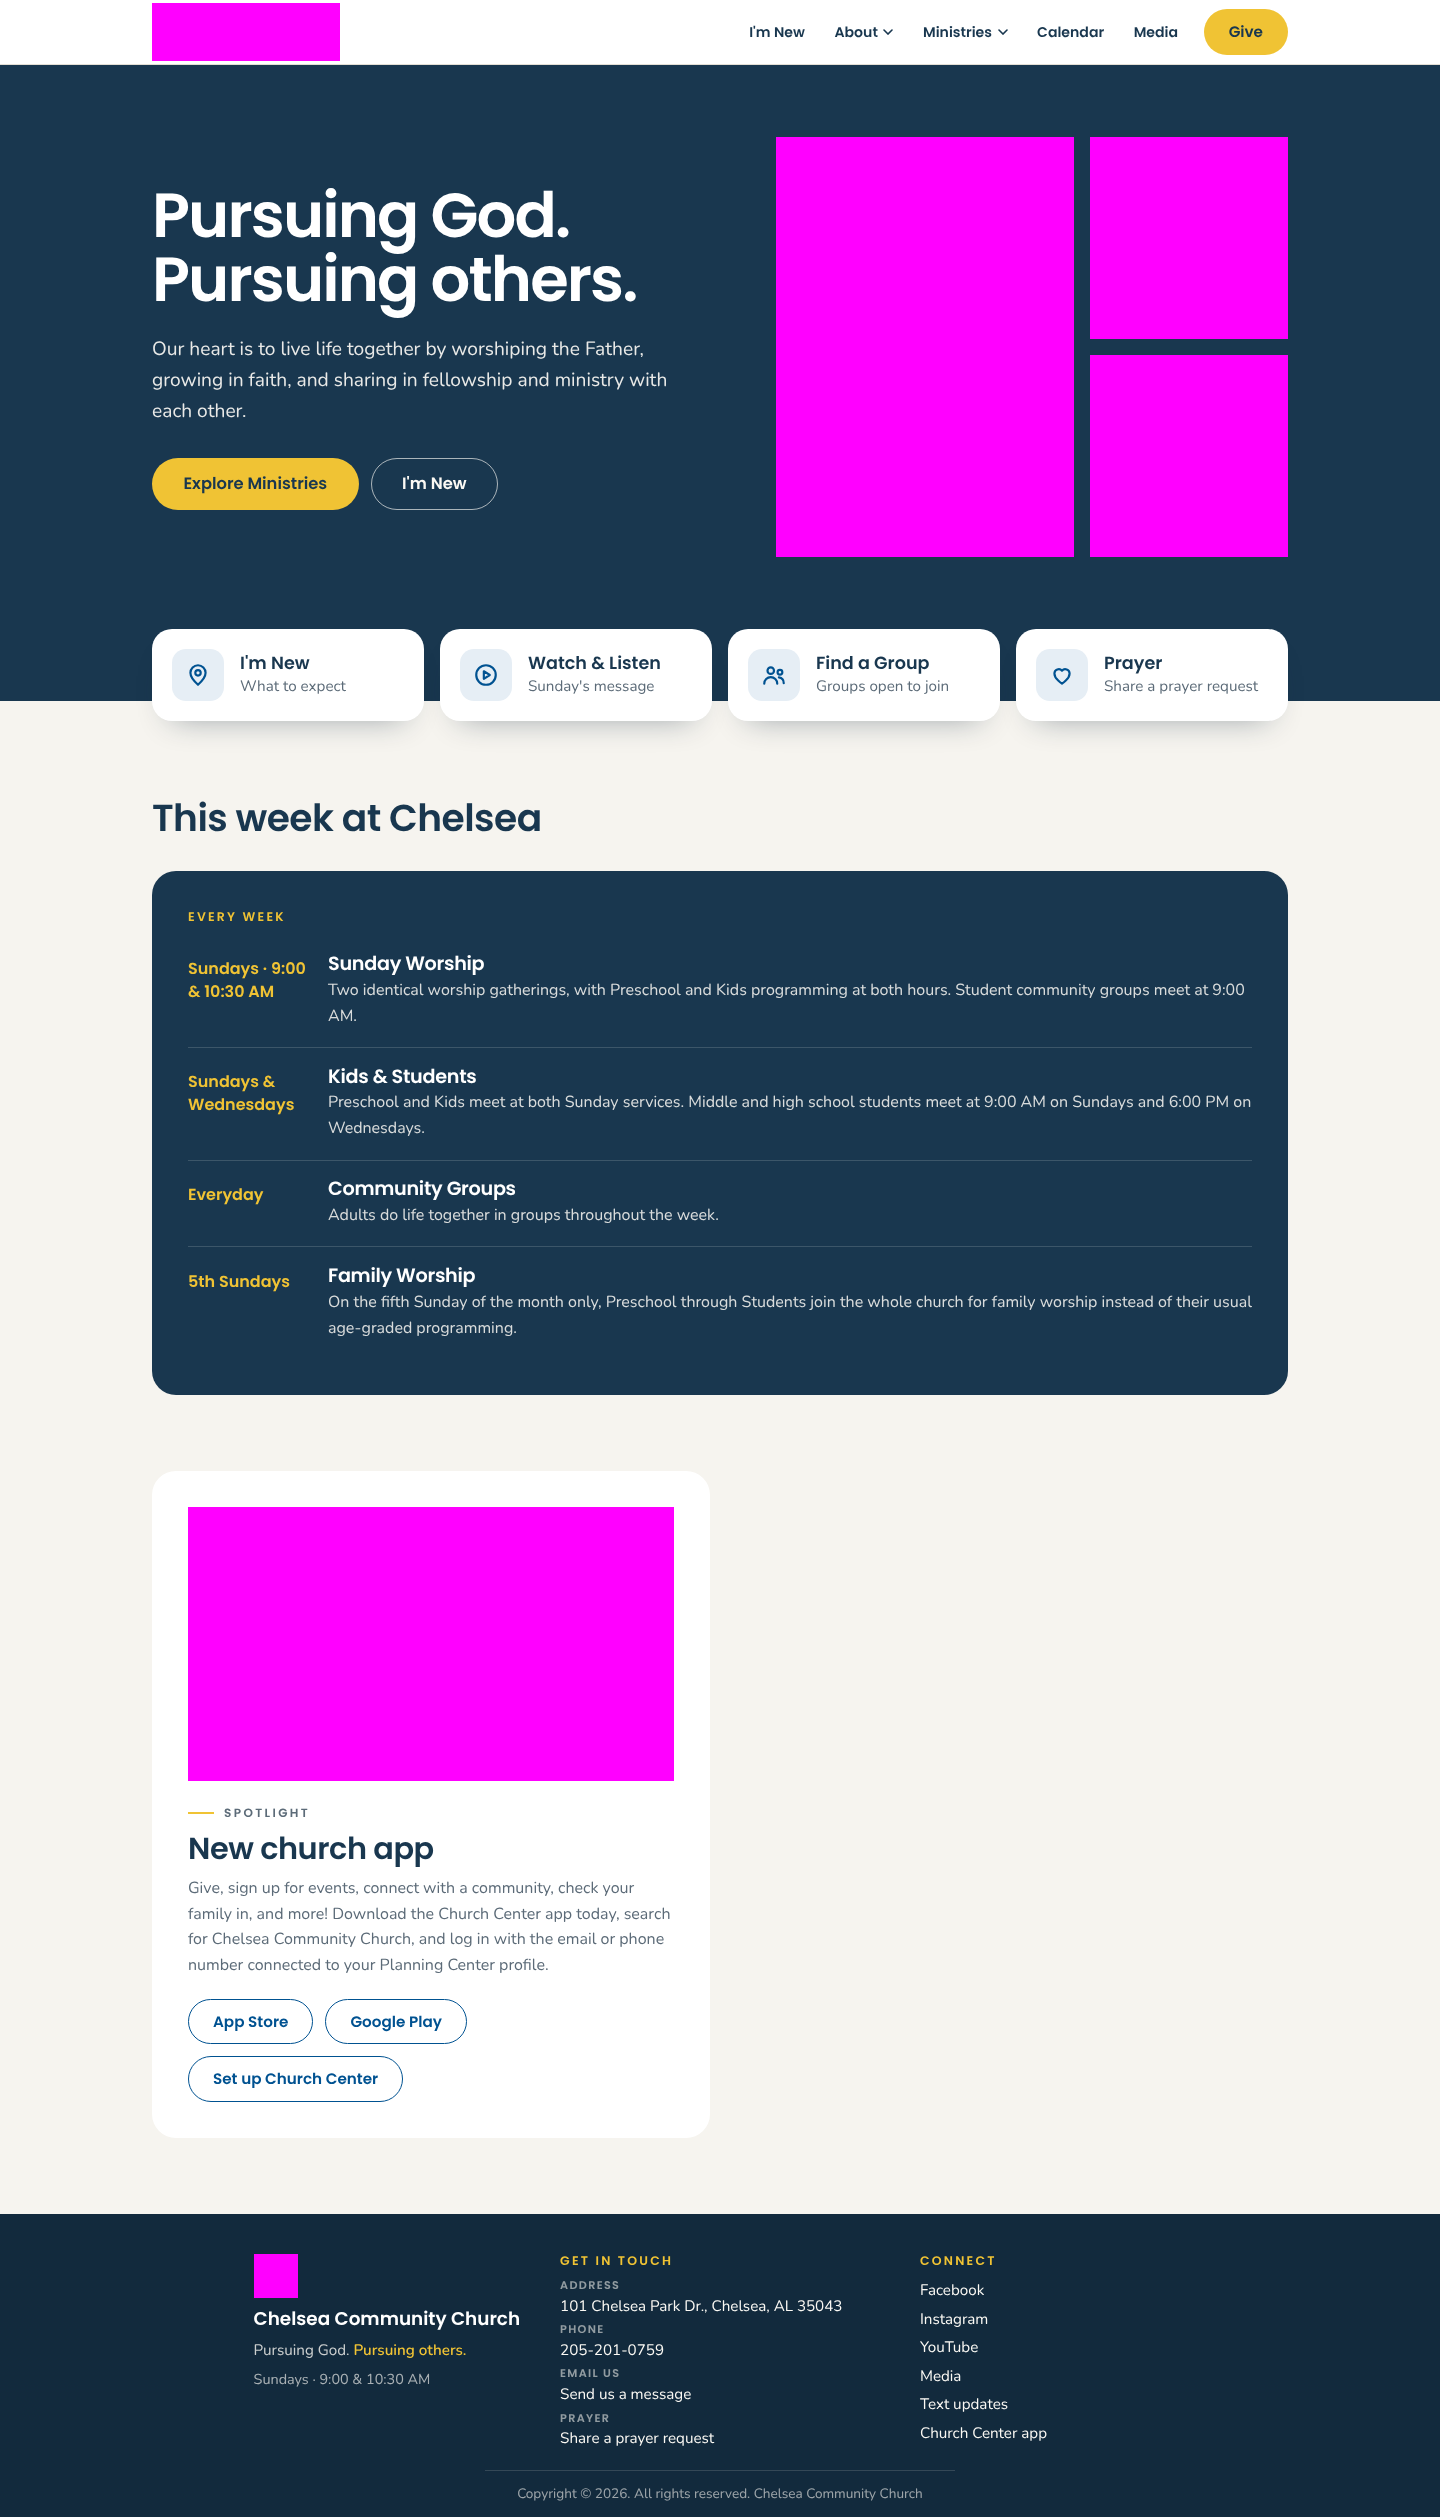 I'm New
About
Ministries
Calendar
Media
Give
Pursuing God.
Pursuing others.
Our heart is to live life together by worshiping the Father,
growing in faith, and sharing in fellowship and ministry with
each other.
Explore Ministries
I'm New
I'm New
What to expect
Watch & Listen
Sunday's message
Find a Group
Groups open to join
Prayer
Share a prayer request
This week at Chelsea
EVERY WEEK
Sundays · 9:00
& 10:30 AM
Sunday Worship
Two identical worship gatherings, with Preschool and Kids programming at both hours. Student community groups meet at 9:00
AM.
Sundays &
Wednesdays
Kids & Students
Preschool and Kids meet at both Sunday services. Middle and high school students meet at 9:00 AM on Sundays and 6:00 PM on
Wednesdays.
Everyday
Community Groups
Adults do life together in groups throughout the week.
5th Sundays
Family Worship
On the fifth Sunday of the month only, Preschool through Students join the whole church for family worship instead of their usual
age-graded programming.
SPOTLIGHT
New church app
Give, sign up for events, connect with a community, check your
family in, and more! Download the Church Center app today, search
for Chelsea Community Church, and log in with the email or phone
number connected to your Planning Center profile.
App Store
Google Play
Set up Church Center
Chelsea Community Church
Pursuing God. Pursuing others.
Sundays · 9:00 & 10:30 AM
GET IN TOUCH
ADDRESS
101 Chelsea Park Dr., Chelsea, AL 35043
PHONE
205-201-0759
EMAIL US
Send us a message
PRAYER
Share a prayer request
CONNECT
Facebook
Instagram
YouTube
Media
Text updates
Church Center app
Copyright © 2026. All rights reserved. Chelsea Community Church